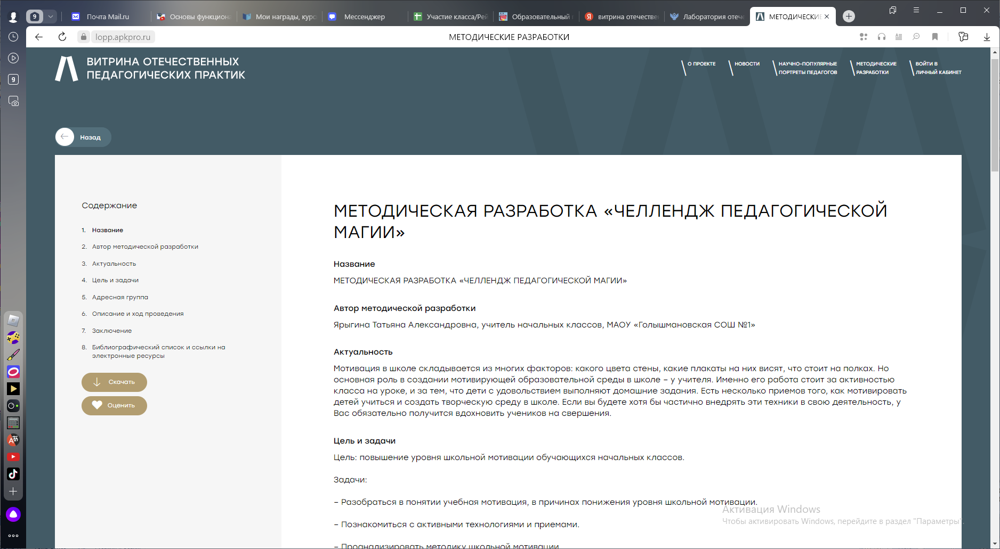 9
Почта Mail.ru
Основы функцион
Мои награды, курс
Мессенджер
Участие класса/Рей
Образовательный
витрина отечестве
Лаборатория отече
МЕТОДИЧЕСКИЕ
lopp.apkpro.ru
МЕТОДИЧЕСКИЕ РАЗРАБОТКИ
9
ВИТРИНА ОТЕЧЕСТВЕННЫХ
ПЕДАГОГИЧЕСКИХ ПРАКТИК
О ПРОЕКТЕ
НОВОСТИ
НАУЧНО-ПОПУЛЯРНЫЕ
ПОРТРЕТЫ ПЕДАГОГОВ
МЕТОДИЧЕСКИЕ
РАЗРАБОТКИ
ВОЙТИ В
ЛИЧНЫЙ КАБИНЕТ
Назад
Содержание
1. Название
2. Автор методической разработки
3. Актуальность
4. Цель и задачи
5. Адресная группа
6. Описание и ход проведения
7. Заключение
8. Библиографический список и ссылки на
электронные ресурсы
Скачать
Оценить
МЕТОДИЧЕСКАЯ РАЗРАБОТКА «ЧЕЛЛЕНДЖ ПЕДАГОГИЧЕСКОЙ
МАГИИ»
Название
МЕТОДИЧЕСКАЯ РАЗРАБОТКА «ЧЕЛЛЕНДЖ ПЕДАГОГИЧЕСКОЙ МАГИИ»
Автор методической разработки
Ярыгина Татьяна Александровна, учитель начальных классов, МАОУ «Голышмановская СОШ №1»
Актуальность
Мотивация в школе складывается из многих факторов: какого цвета стены, какие плакаты на них висят, что стоит на полках. Но
основная роль в создании мотивирующей образовательной среды в школе – у учителя. Именно его работа стоит за активностью
класса на уроке, и за тем, что дети с удовольствием выполняют домашние задания. Есть несколько приемов того, как мотивировать
детей учиться и создать творческую среду в школе. Если вы будете хотя бы частично внедрять эти техники в свою деятельность, у
Вас обязательно получится вдохновить учеников на свершения.
Цель и задачи
Цель: повышение уровня школьной мотивации обучающихся начальных классов.
Задачи:
– Разобраться в понятии учебная мотивация, в причинах понижения уровня школьной мотивации.
– Познакомиться с активными технологиями и приемами.
– Проанализировать методику школьной мотивации
Активация Windows
Чтобы активировать Windows, перейдите в раздел "Параметры".